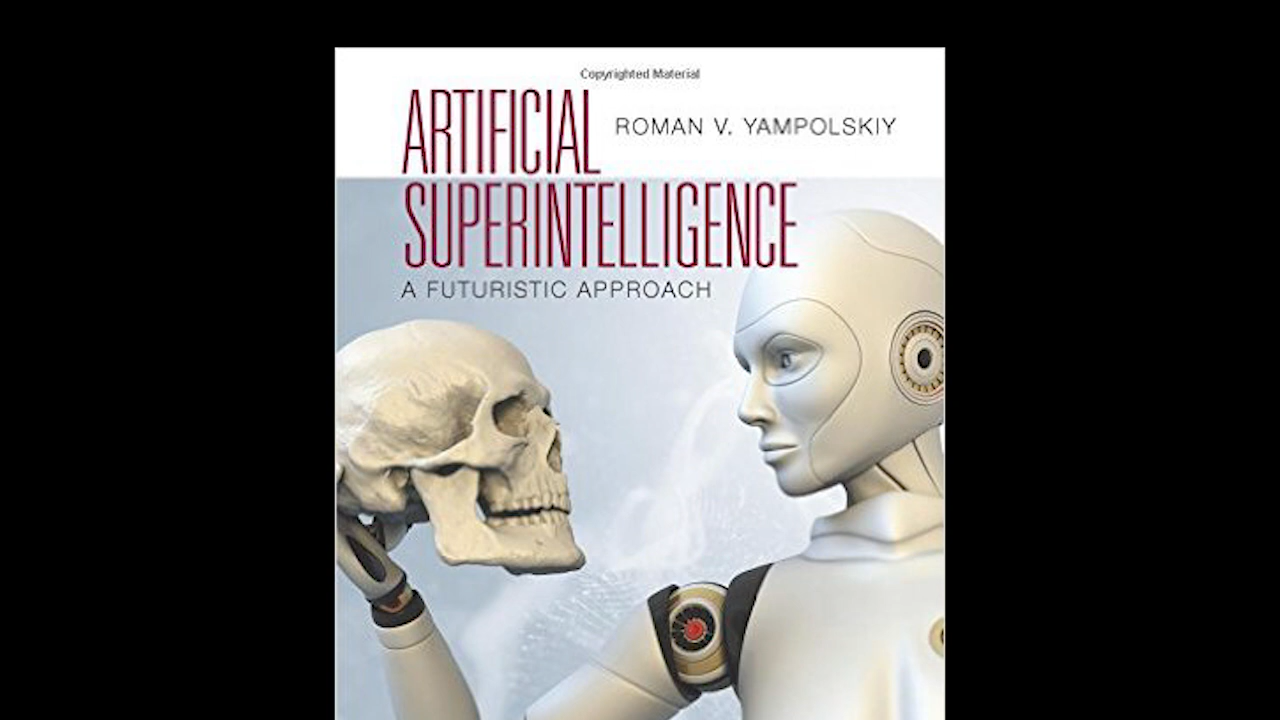 Copyrighted Material
ARTIFICIAL
ROMAN V. YAMPOLSKIY
SUPERINTELLIGENCE
A FUTURISTIC APPROACH